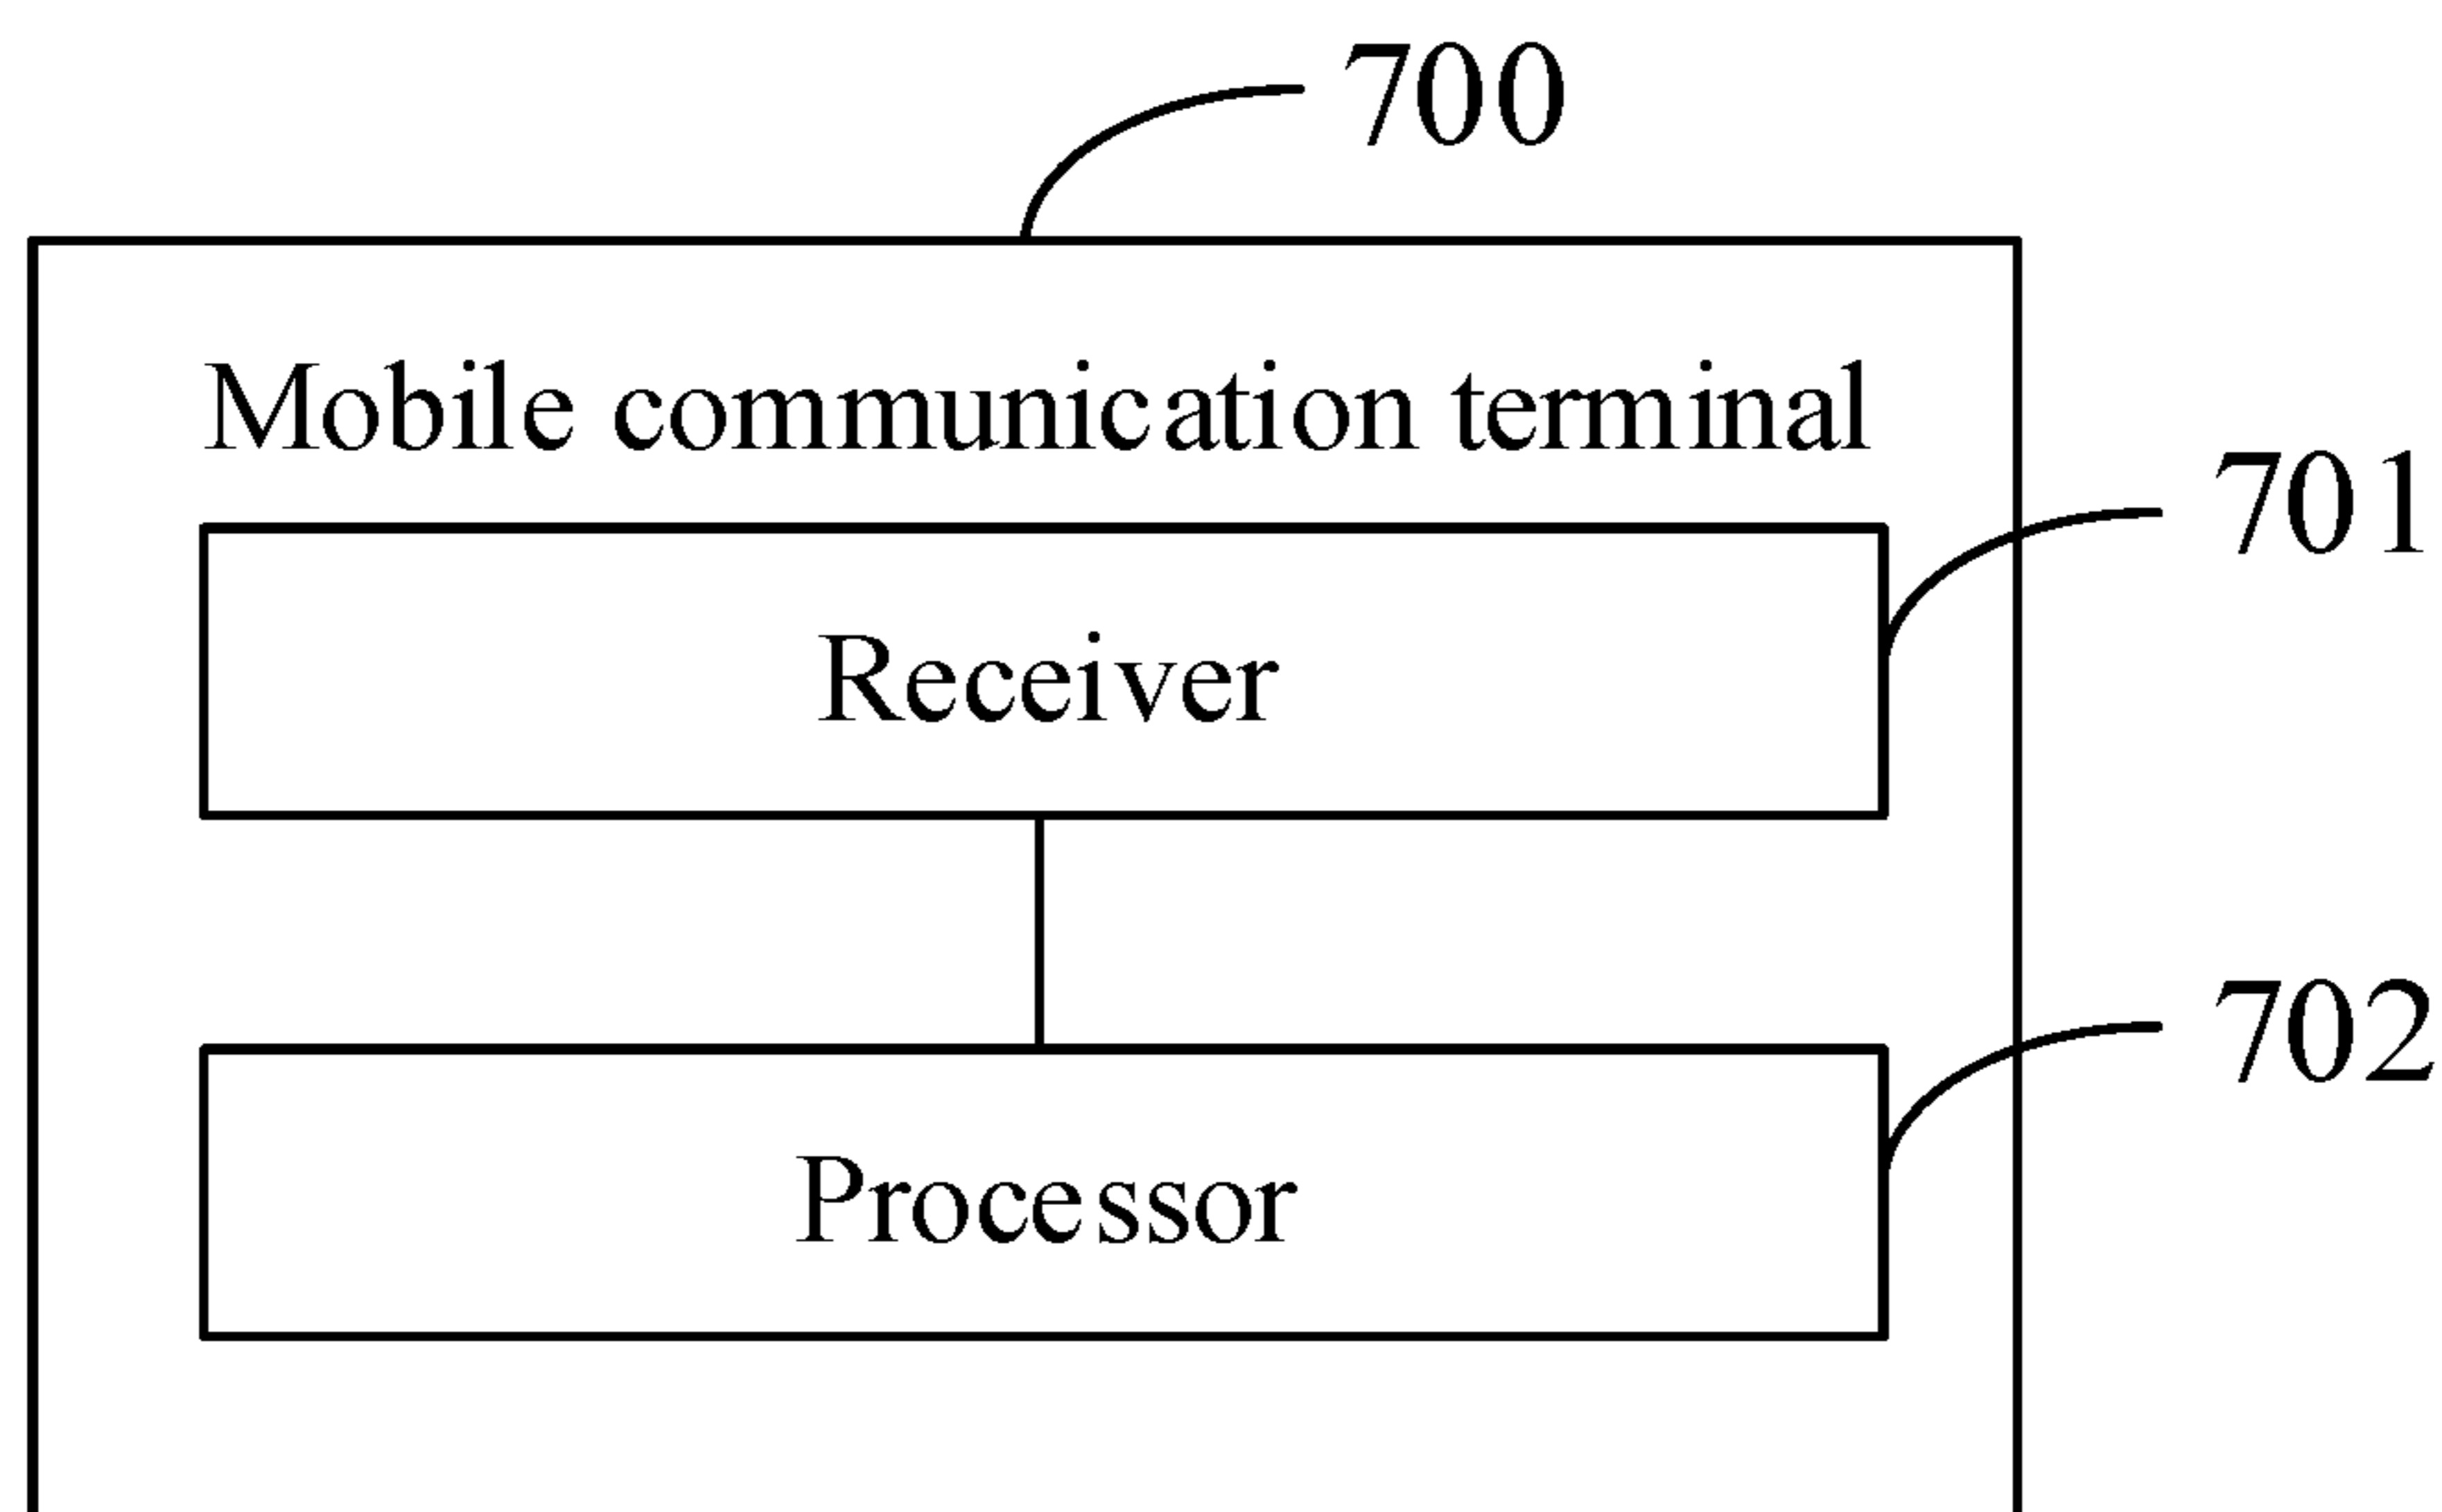 700
Mobile communication terminal
701
Receiver
702
Processor